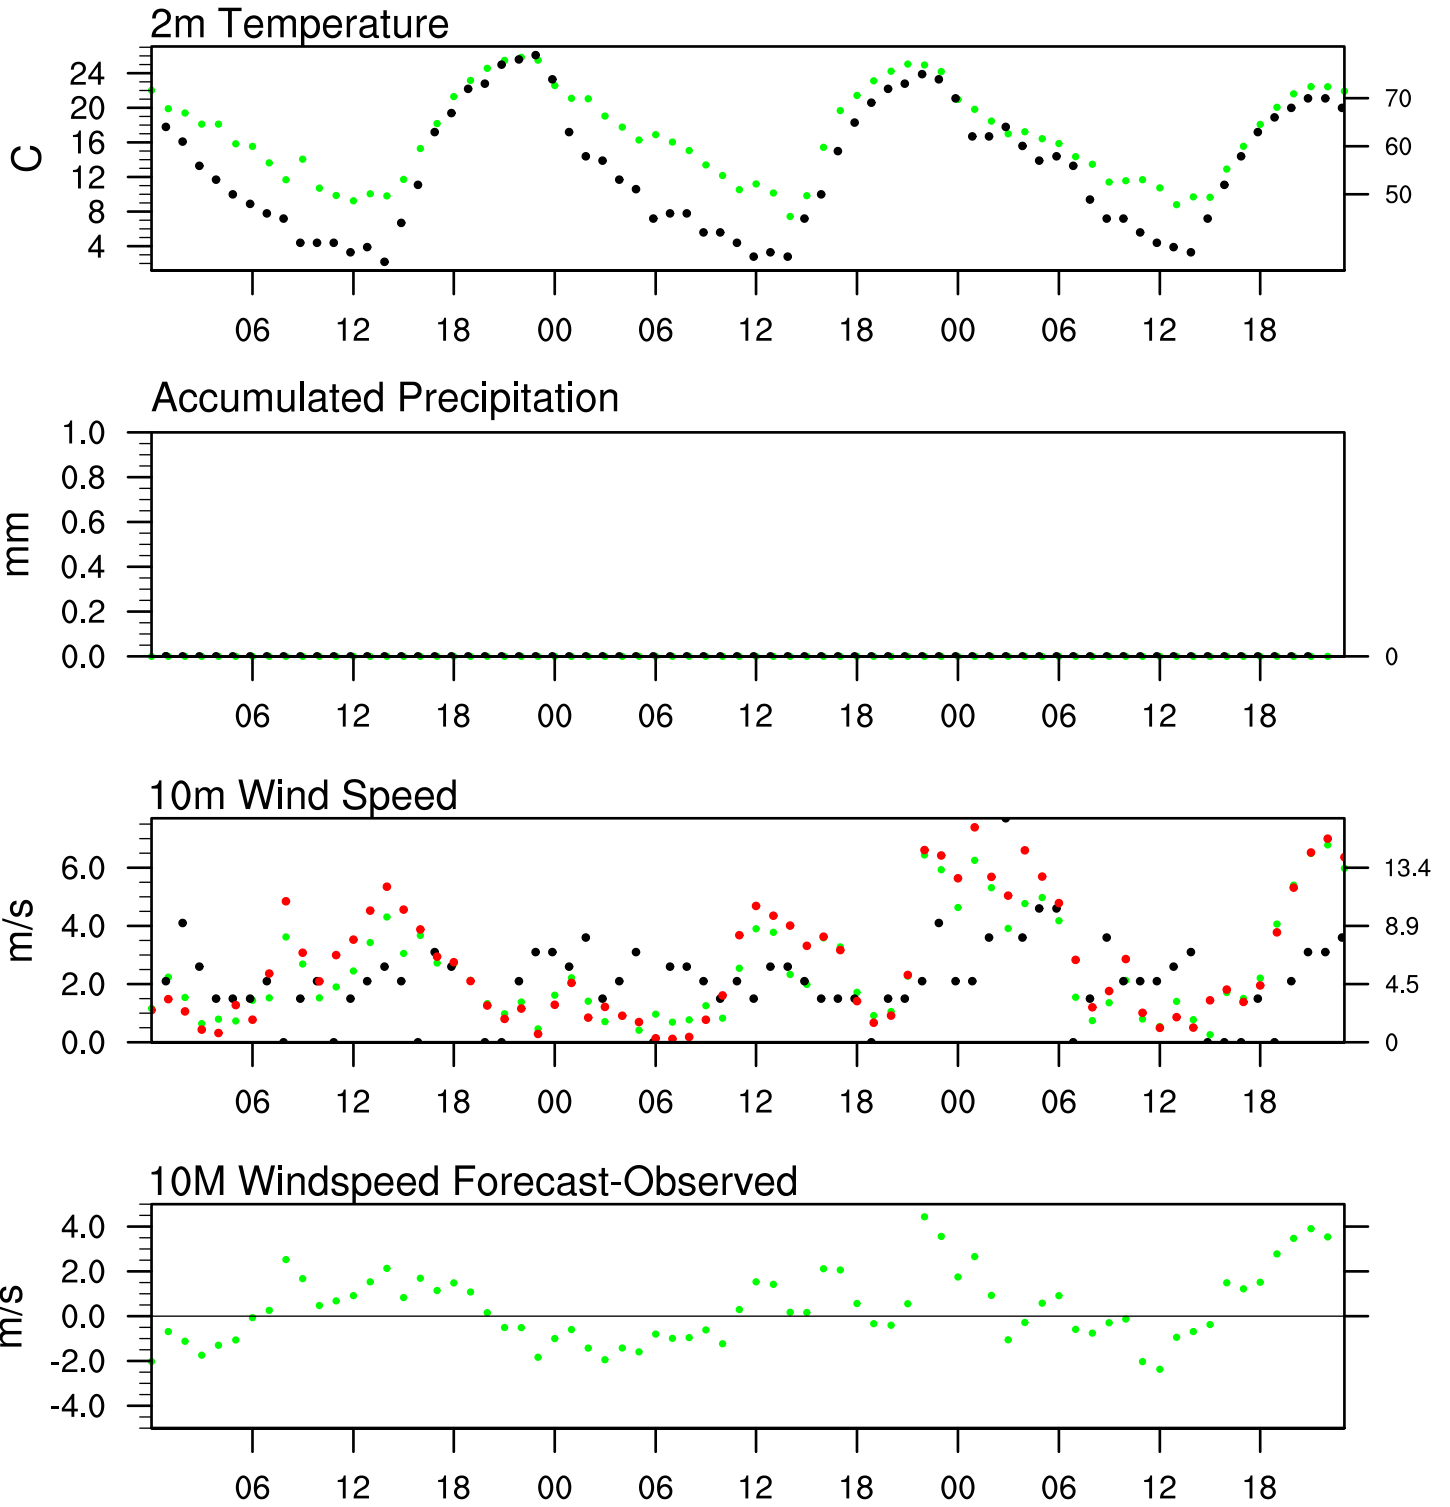 2m Temperature
24
20
16
12
8
4
C
70
60
50
06 12 18 00 06 12 18 00 06 12 18
Accumulated Precipitation
1.0
0.8
0.6
0.4
0.2
0.0
mm
0
06 12 18 00 06 12 18 00 06 12 18
10m Wind Speed
6.0
4.0
2.0
0.0
m/s
13.4
8.9
4.5
0
06 12 18 00 06 12 18 00 06 12 18
10M Windspeed Forecast-Observed
4.0
2.0
0.0
-2.0
-4.0
m/s
06 12 18 00 06 12 18 00 06 12 18